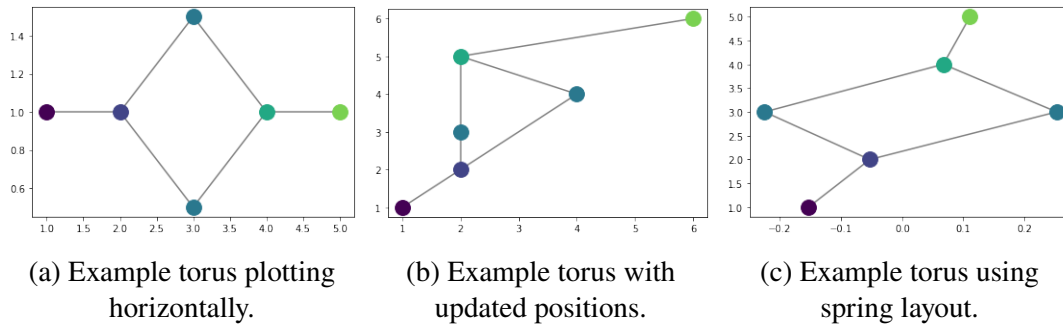 1.4
1.2
1.0
0.8
0.6
1.0 1.5 2.0 2.5 3.0 3.5 4.0 4.5 5.0
6
5
4
3
2
1
1 2 3 4 5 6
5.0
4.5
4.0
3.5
3.0
2.5
2.0
1.5
1.0
−0.2 −0.1 0.0 0.1 0.2
(a) Example torus plotting
horizontally.
(b) Example torus with
updated positions.
(c) Example torus using
spring layout.